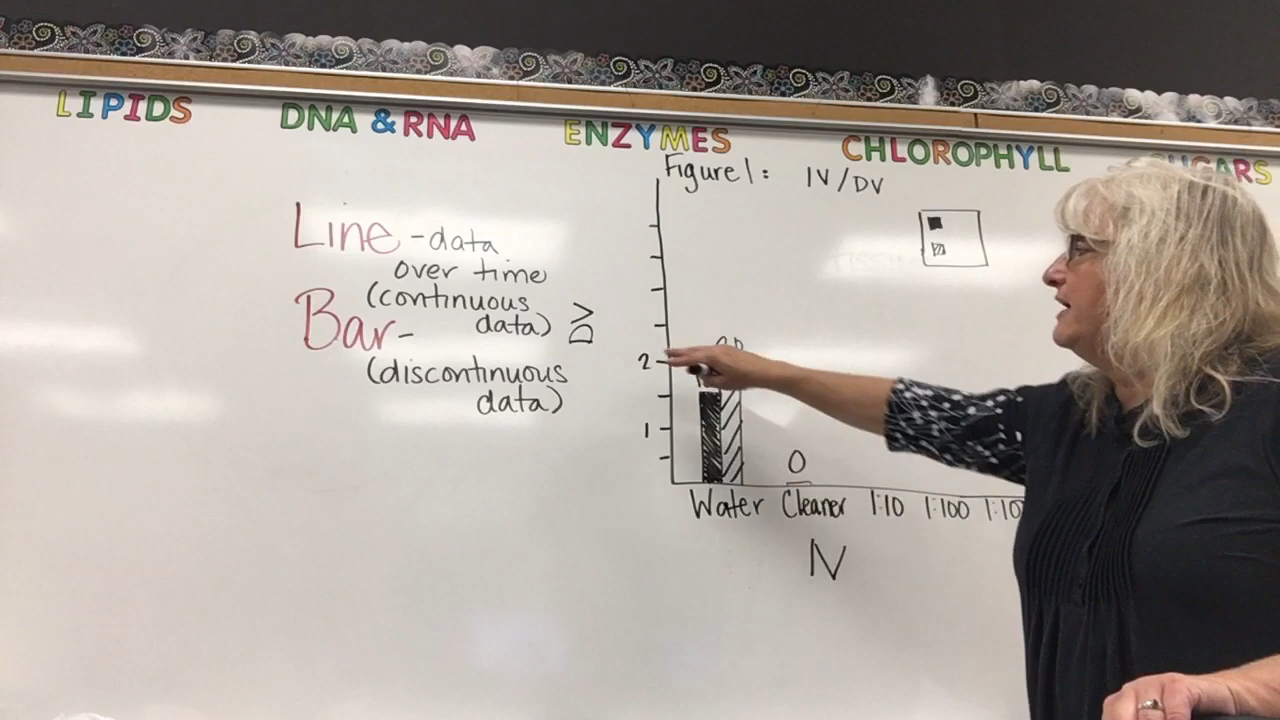 LIPIDS DNA & RNA ENZYMES CHLOROPHYLL
Figure 1: IV/DV
Line - data
over time
(continuous
data)
Bar-
(discontinuous
data)
DV
2
1
0
Water Cleaner 1:10 1:100
IV